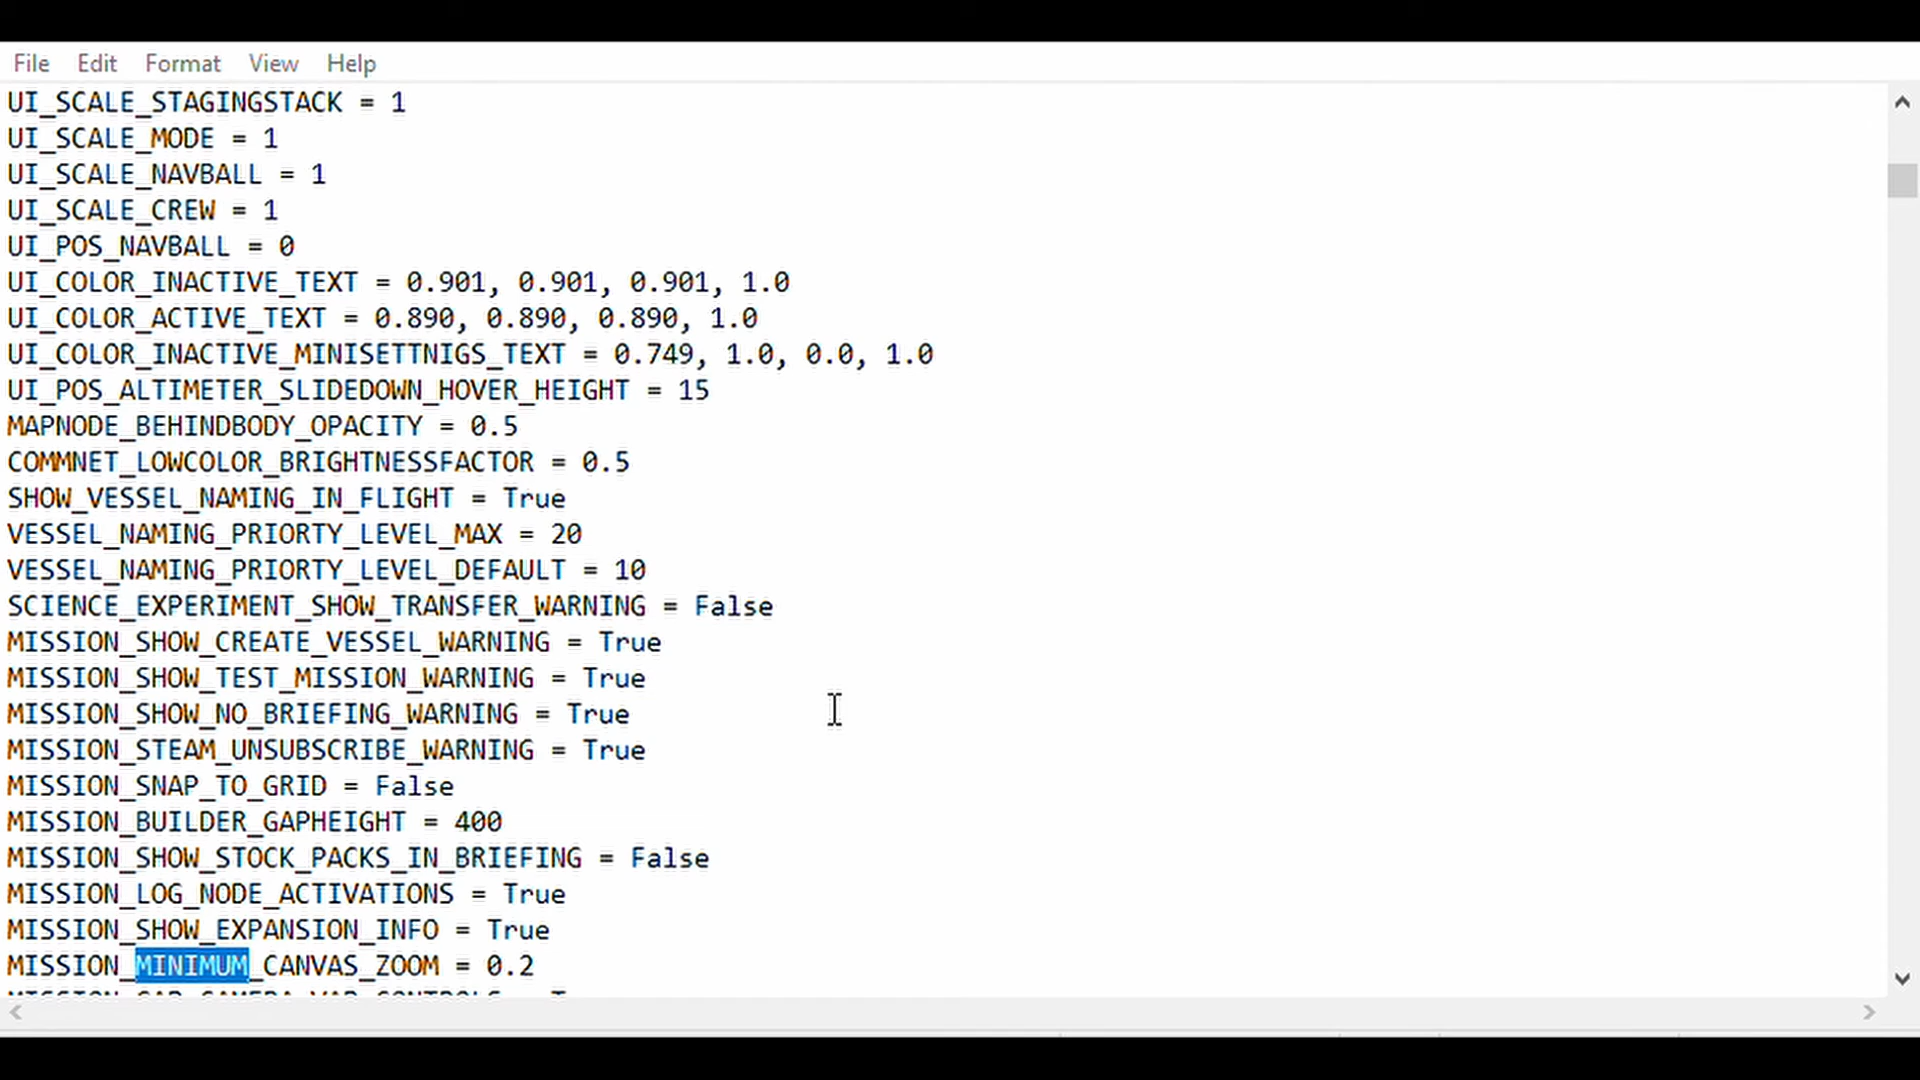 File Edit Format View Help
UI_SCALE_STAGINGSTACK = 1
UI_SCALE_MODE = 1
UI_SCALE_NAVBALL = 1
UI_SCALE_CREW = 1
UI_POS_NAVBALL = 0
UI_COLOR_INACTIVE_TEXT = 0.901, 0.901, 0.901, 1.0
UI_COLOR_ACTIVE_TEXT = 0.890, 0.890, 0.890, 1.0
UI_COLOR_INACTIVE_MINISETTNIGS_TEXT = 0.749, 1.0, 0.0, 1.0
UI_POS_ALTIMETER_SLIDEDOWN_HOVER_HEIGHT = 15
MAPNODE_BEHINDBODY_OPACITY = 0.5
COMMNET_LOWCOLOR_BRIGHTNESSFACTOR = 0.5
SHOW_VESSEL_NAMING_IN_FLIGHT = True
VESSEL_NAMING_PRIORTY_LEVEL_MAX = 20
VESSEL_NAMING_PRIORTY_LEVEL_DEFAULT = 10
SCIENCE_EXPERIMENT_SHOW_TRANSFER_WARNING = False
MISSION_SHOW_CREATE_VESSEL_WARNING = True
MISSION_SHOW_TEST_MISSION_WARNING = True
MISSION_SHOW_NO_BRIEFING_WARNING = True
MISSION_STEAM_UNSUBSCRIBE_WARNING = True
MISSION_SNAP_TO_GRID = False
MISSION_BUILDER_GAPHEIGHT = 400
MISSION_SHOW_STOCK_PACKS_IN_BRIEFING = False
MISSION_LOG_NODE_ACTIVATIONS = True
MISSION_SHOW_EXPANSION_INFO = True
MISSION_MINIMUM_CANVAS_ZOOM = 0.2